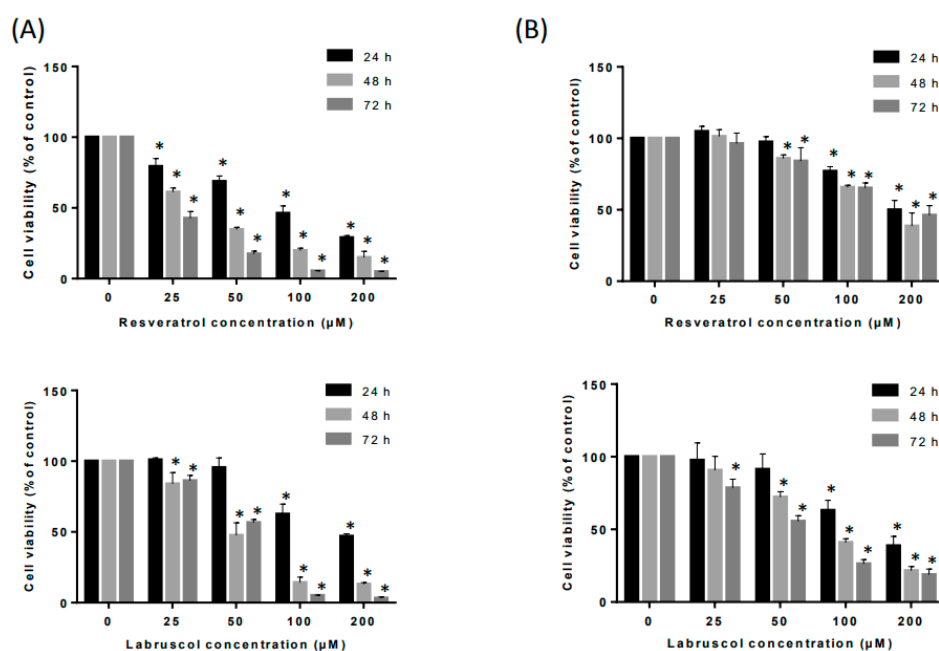 (A)
24 h
48 h
72 h
Cell viability (% of control)
150
100
50
0
* * * * * * * * * * * *
0 25 50 100 200
Resveratrol concentration (µM)
(B)
24 h
48 h
72 h
Cell viability (% of control)
150
100
50
0
* * * * * * * *
0 25 50 100 200
Resveratrol concentration (µM)
24 h
48 h
72 h
Cell viability (% of control)
150
100
50
0
* * * * * * * * * *
0 25 50 100 200
Labruscol concentration (µM)
24 h
48 h
72 h
Cell viability (% of control)
150
100
50
0
* * * * * * * * *
0 25 50 100 200
Labruscol concentration (µM)